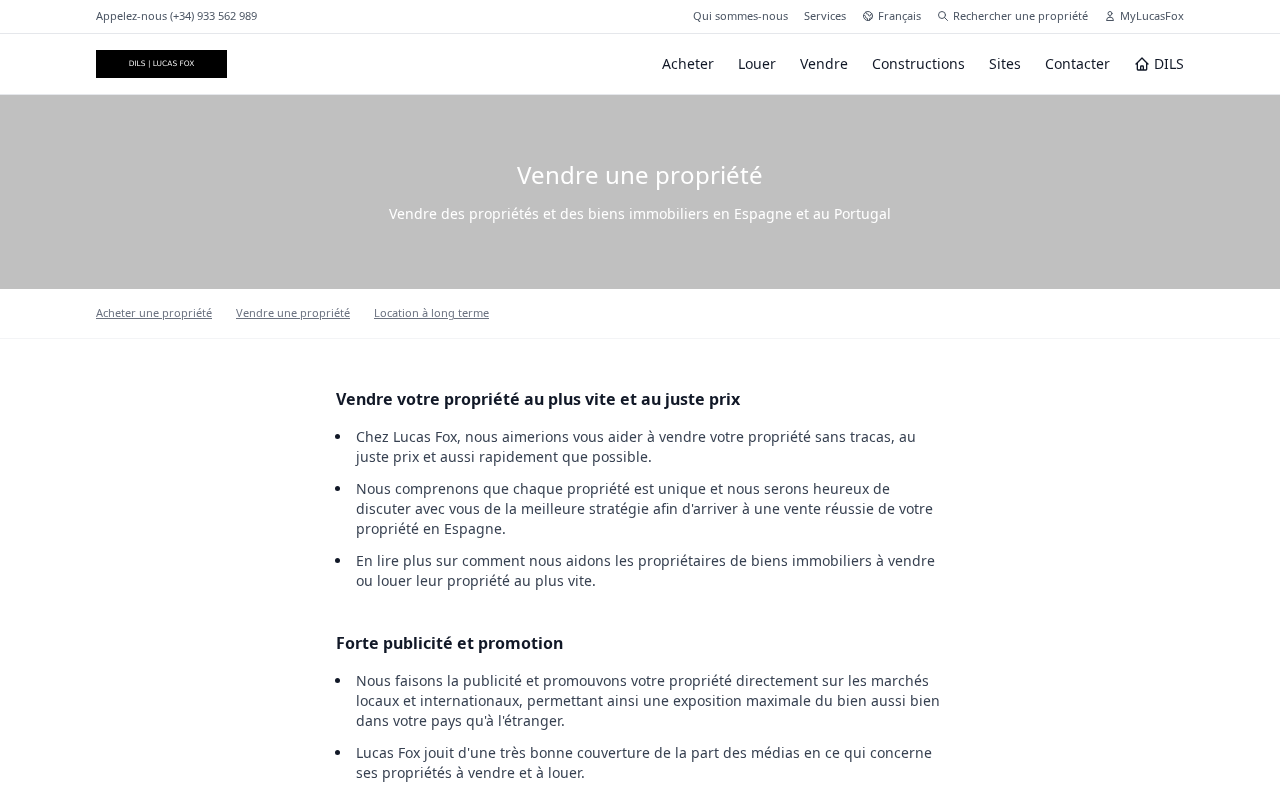 Appelez-nous (+34) 933 562 989
Qui sommes-nous Services Français Rechercher une propriété MyLucasFox
DILS | LUCAS FOX
Acheter Louer Vendre Constructions Sites Contacter DILS
Vendre une propriété
Vendre des propriétés et des biens immobiliers en Espagne et au Portugal
Acheter une propriété Vendre une propriété Location à long terme
Vendre votre propriété au plus vite et au juste prix
• Chez Lucas Fox, nous aimerions vous aider à vendre votre propriété sans tracas, au
juste prix et aussi rapidement que possible.
• Nous comprenons que chaque propriété est unique et nous serons heureux de
discuter avec vous de la meilleure stratégie afin d'arriver à une vente réussie de votre
propriété en Espagne.
• En lire plus sur comment nous aidons les propriétaires de biens immobiliers à vendre
ou louer leur propriété au plus vite.
Forte publicité et promotion
• Nous faisons la publicité et promouvons votre propriété directement sur les marchés
locaux et internationaux, permettant ainsi une exposition maximale du bien aussi bien
dans votre pays qu'à l'étranger.
• Lucas Fox jouit d'une très bonne couverture de la part des médias en ce qui concerne
ses propriétés à vendre et à louer.